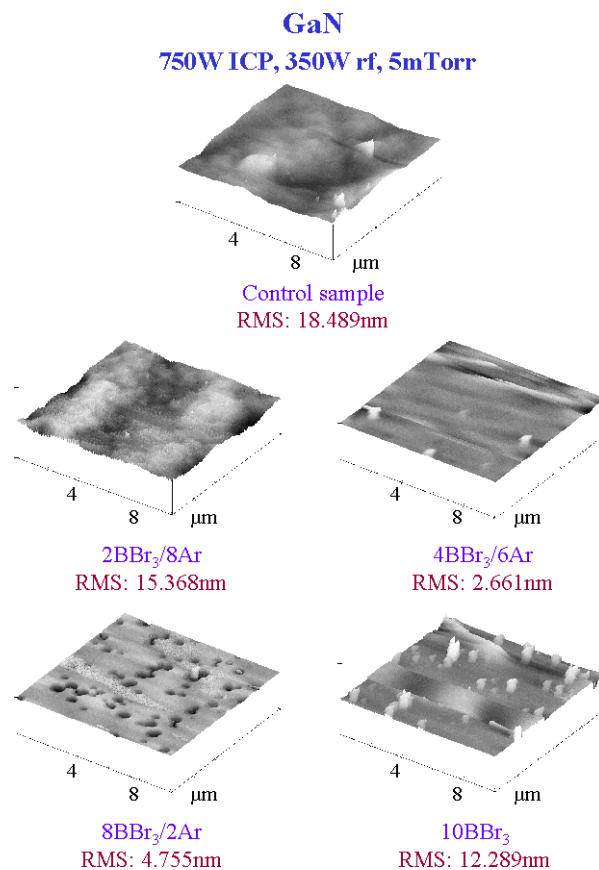 GaN
750W ICP, 350W rf, 5mTorr
4
8
μm
Control sample
RMS: 18.489nm
4
8
μm
2BBr₃/8Ar
RMS: 15.368nm
4
8
μm
4BBr₃/6Ar
RMS: 2.661nm
4
8
μm
8BBr₃/2Ar
RMS: 4.755nm
4
8
μm
10BBr₃
RMS: 12.289nm